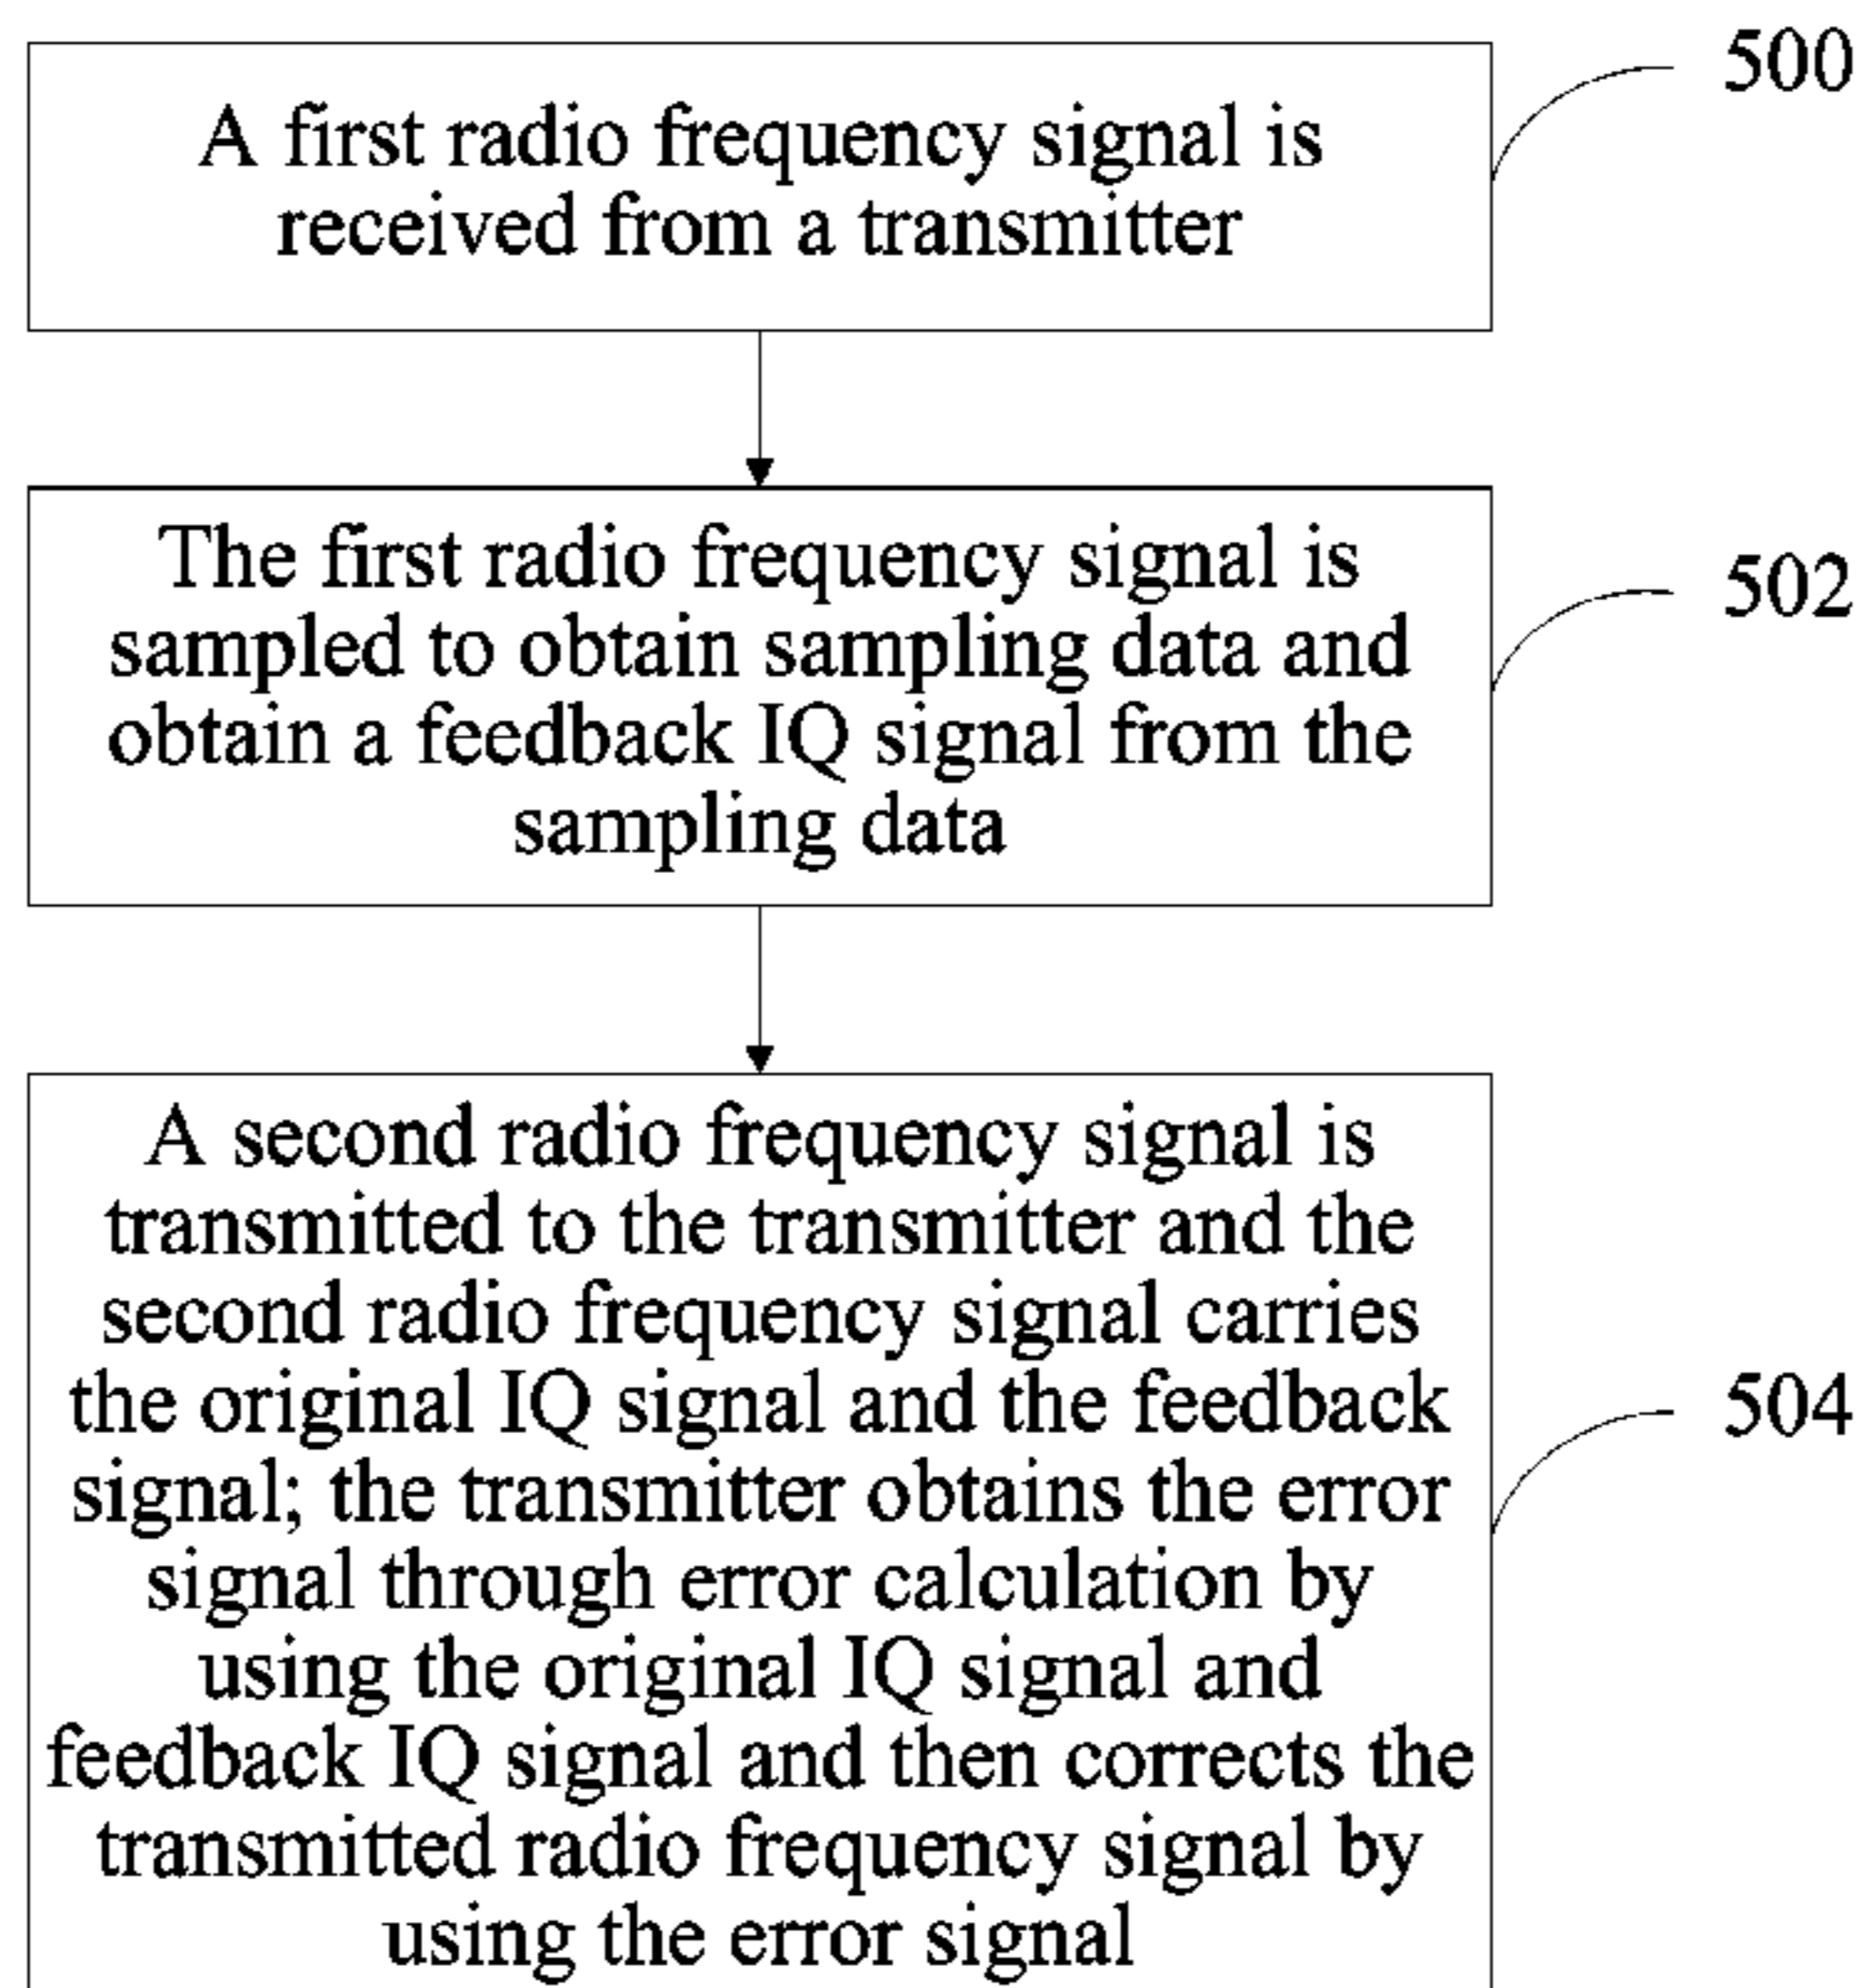 500
A first radio frequency signal is
received from a transmitter
The first radio frequency signal is
sampled to obtain sampling data and
obtain a feedback IQ signal from the
sampling data
502
A second radio frequency signal is
transmitted to the transmitter and the
second radio frequency signal carries
the original IQ signal and the feedback
signal; the transmitter obtains the error
signal through error calculation by
using the original IQ signal and
feedback IQ signal and then corrects the
transmitted radio frequency signal by
using the error signal
504